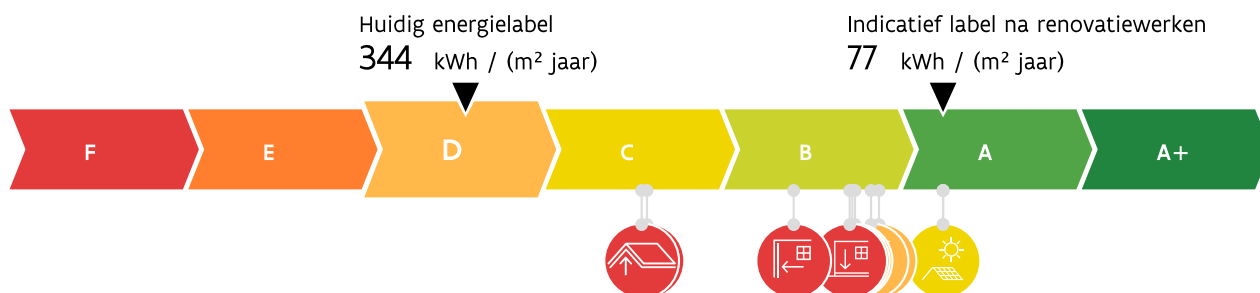 Huidig energielabel
344 kWh / (m² jaar)
Indicatief label na renovatiewerken
77 kWh / (m² jaar)
F
E
D
C
B
A
A+